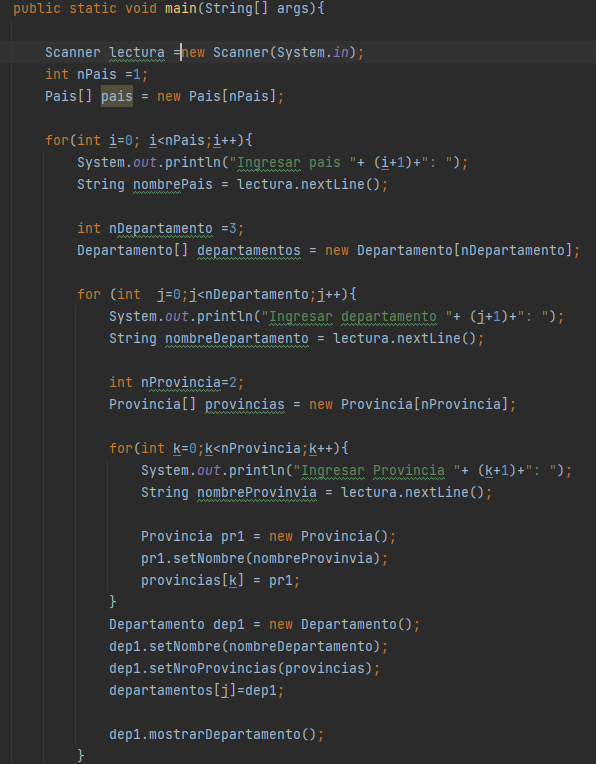 public static void main(String[] args){
Scanner lectura =new Scanner(System.in);
int nPais =1;
Pais[] pais = new Pais[nPais];
for(int i=0; i<nPais;i++){
System.out.println("Ingresar pais "+ (i+1)+": ");
String nombrePais = lectura.nextLine();
int nDepartamento =3;
Departamento[] departamentos = new Departamento[nDepartamento];
for (int  j=0;j<nDepartamento;j++){
System.out.println("Ingresar departamento "+ (j+1)+": ");
String nombreDepartamento = lectura.nextLine();
int nProvincia=2;
Provincia[] provincias = new Provincia[nProvincia];
for(int k=0;k<nProvincia;k++){
System.out.println("Ingresar Provincia "+ (k+1)+": ");
String nombreProvinvia = lectura.nextLine();
Provincia pr1 = new Provincia();
pr1.setNombre(nombreProvinvia);
provincias[k] = pr1;
}
Departamento dep1 = new Departamento();
dep1.setNombre(nombreDepartamento);
dep1.setNroProvincias(provincias);
departamentos[j]=dep1;
dep1.mostrarDepartamento();
}